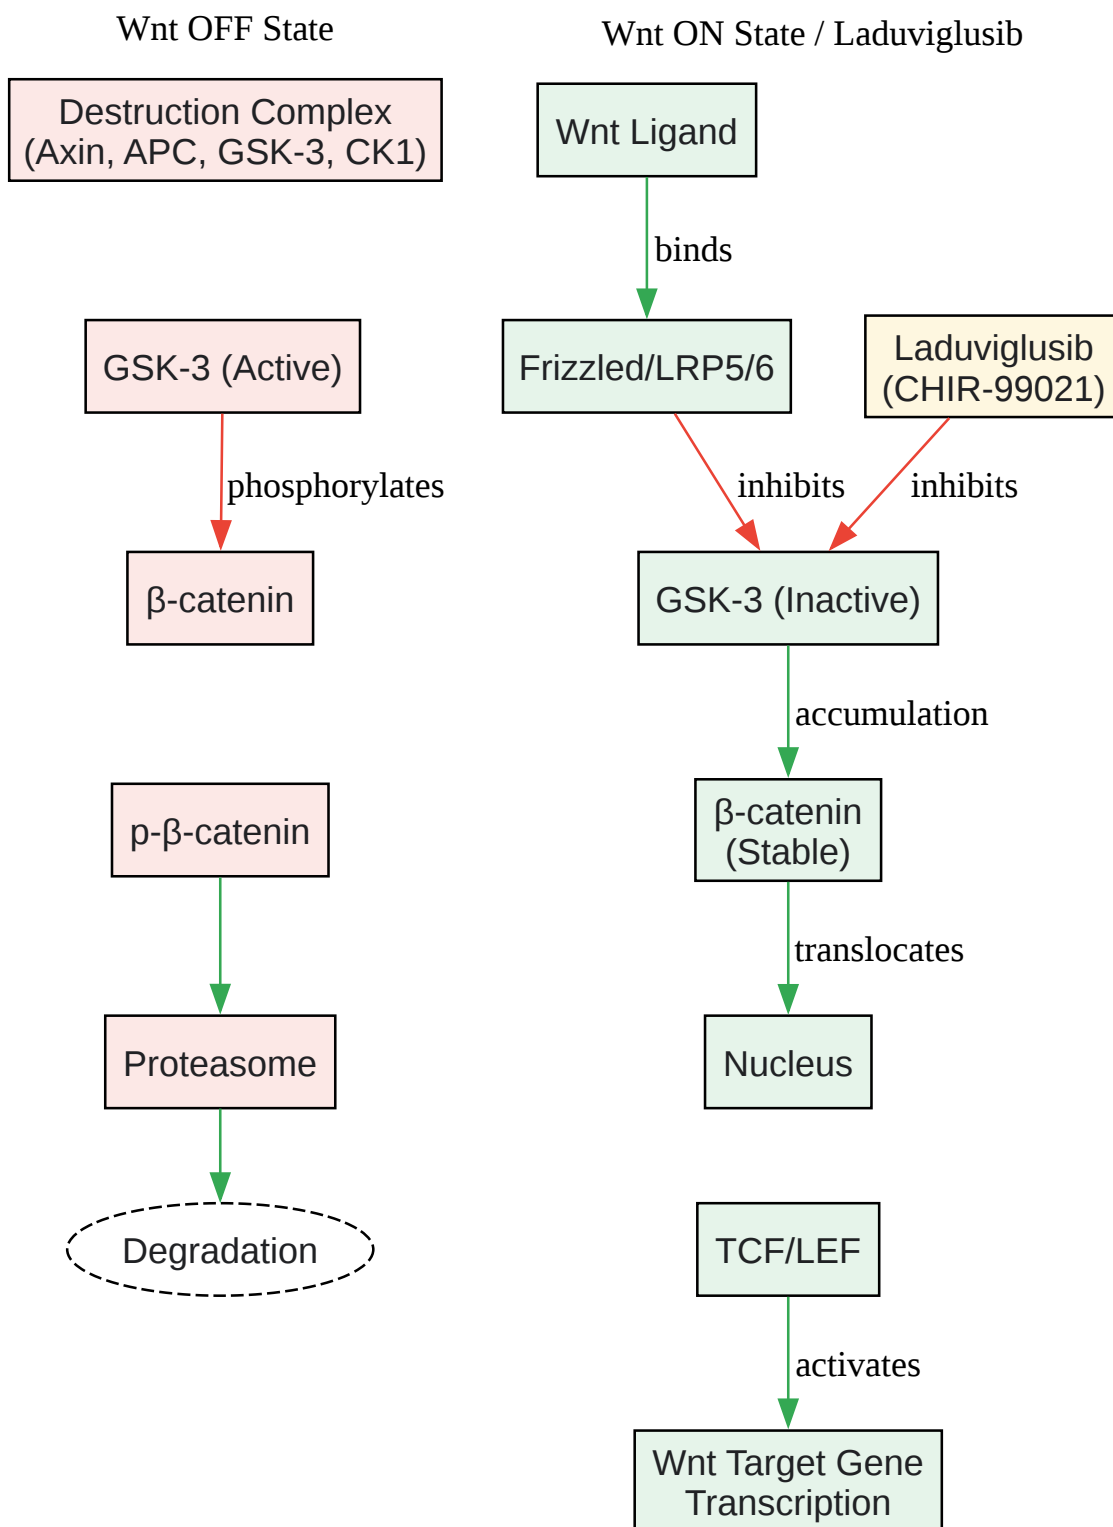 Wnt OFF State
Destruction Complex
(Axin, APC, GSK-3, CK1)
GSK-3 (Active)
phosphorylates
β-catenin
p-β-catenin
Proteasome
Degradation
Wnt ON State / Laduviglusib
Wnt Ligand
binds
Frizzled/LRP5/6
Laduviglusib
(CHIR-99021)
inhibits
inhibits
GSK-3 (Inactive)
accumulation
β-catenin
(Stable)
translocates
Nucleus
TCF/LEF
activates
Wnt Target Gene
Transcription